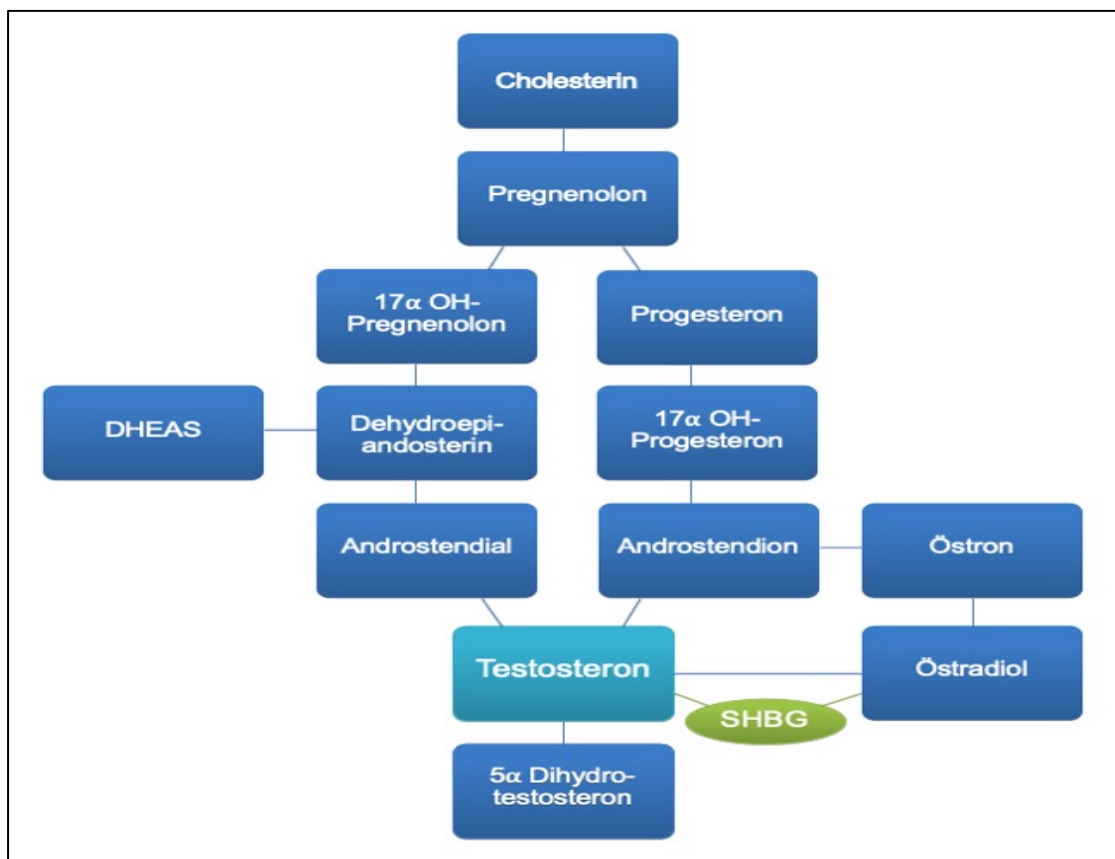 Cholesterin
Pregnenolon
17α OH-
Pregnenolon
Progesteron
DHEAS
Dehydroepi-
andosterin
17α OH-
Progesteron
Androstendial
Androstendion
Östron
Testosteron
Östradiol
SHBG
5α Dihydro-
testosteron